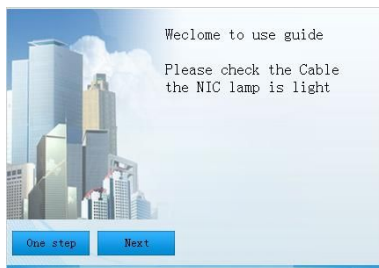 Weclome to use guide
Please check the Cable
the NIC lamp is light
One step
Next